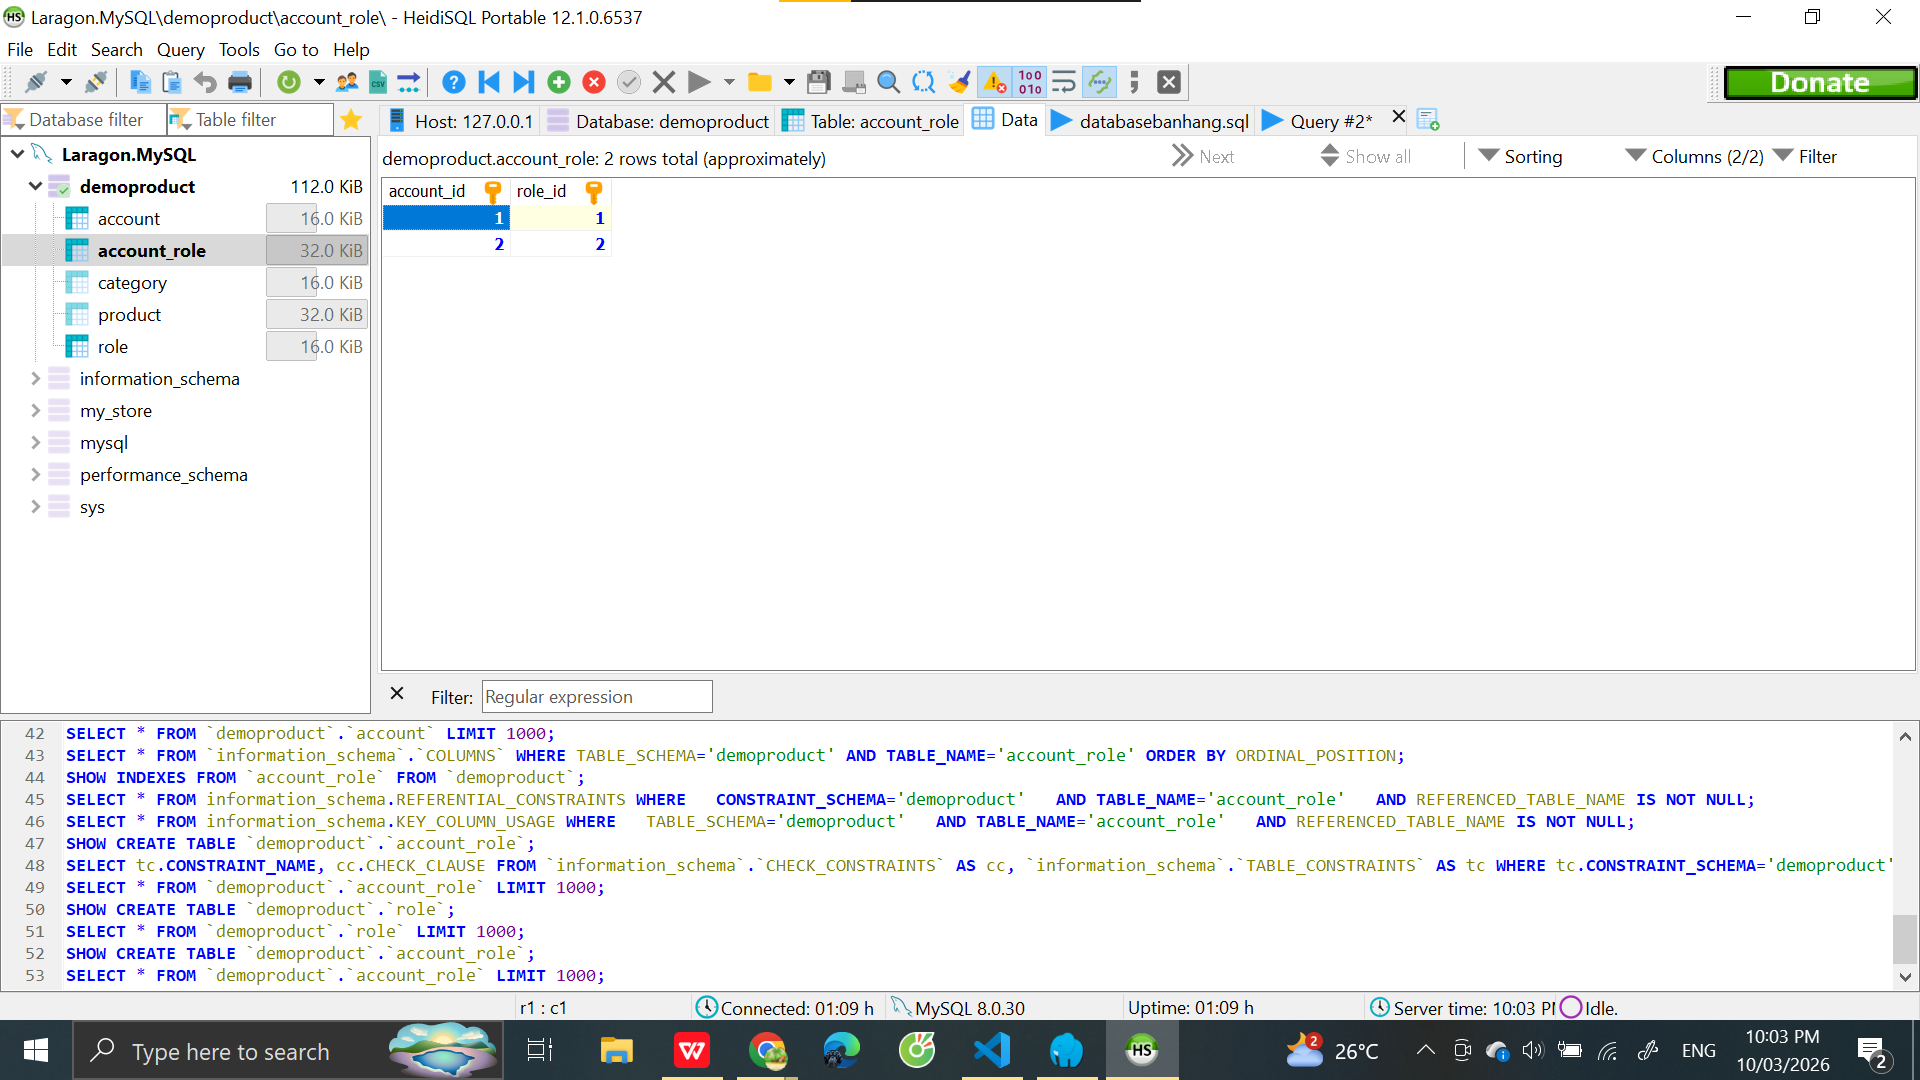 Laragon.MySQL\demoproduct\account_role\ - HeidiSQL Portable 12.1.0.6537
File Edit Search Query Tools Go to Help
Donate
Database filter Table filter
Host: 127.0.0.1 Database: demoproduct Table: account_role Data databasebanhang.sql Query #2*
demoproduct.account_role: 2 rows total (approximately) Next Show all Sorting Columns (2/2) Filter
Laragon.MySQL
demoproduct 112.0 KiB
account 16.0 KiB
account_role 32.0 KiB
category 16.0 KiB
product 32.0 KiB
role 16.0 KiB
information_schema
my_store
mysql
performance_schema
sys
account_id role_id
1 1
2 2
Filter: Regular expression
42 SELECT * FROM `demoproduct`.`account` LIMIT 1000;
43 SELECT * FROM `information_schema`.`COLUMNS` WHERE TABLE_SCHEMA='demoproduct' AND TABLE_NAME='account_role' ORDER BY ORDINAL_POSITION;
44 SHOW INDEXES FROM `account_role` FROM `demoproduct`;
45 SELECT * FROM information_schema.REFERENTIAL_CONSTRAINTS WHERE   CONSTRAINT_SCHEMA='demoproduct'   AND TABLE_NAME='account_role'   AND REFERENCED_TABLE_NAME IS NOT NULL;
46 SELECT * FROM information_schema.KEY_COLUMN_USAGE WHERE   TABLE_SCHEMA='demoproduct'   AND TABLE_NAME='account_role'   AND REFERENCED_TABLE_NAME IS NOT NULL;
47 SHOW CREATE TABLE `demoproduct`.`account_role`;
48 SELECT tc.CONSTRAINT_NAME, cc.CHECK_CLAUSE FROM `information_schema`.`CHECK_CONSTRAINTS` AS cc, `information_schema`.`TABLE_CONSTRAINTS` AS tc WHERE tc.CONSTRAINT_SCHEMA='demoproduct'
49 SELECT * FROM `demoproduct`.`account_role` LIMIT 1000;
50 SHOW CREATE TABLE `demoproduct`.`role`;
51 SELECT * FROM `demoproduct`.`role` LIMIT 1000;
52 SHOW CREATE TABLE `demoproduct`.`account_role`;
53 SELECT * FROM `demoproduct`.`account_role` LIMIT 1000;
r1 : c1 Connected: 01:09 h MySQL 8.0.30 Uptime: 01:09 h Server time: 10:03 PM Idle.
Type here to search 2 26°C ENG 10:03 PM
10/03/2026 2